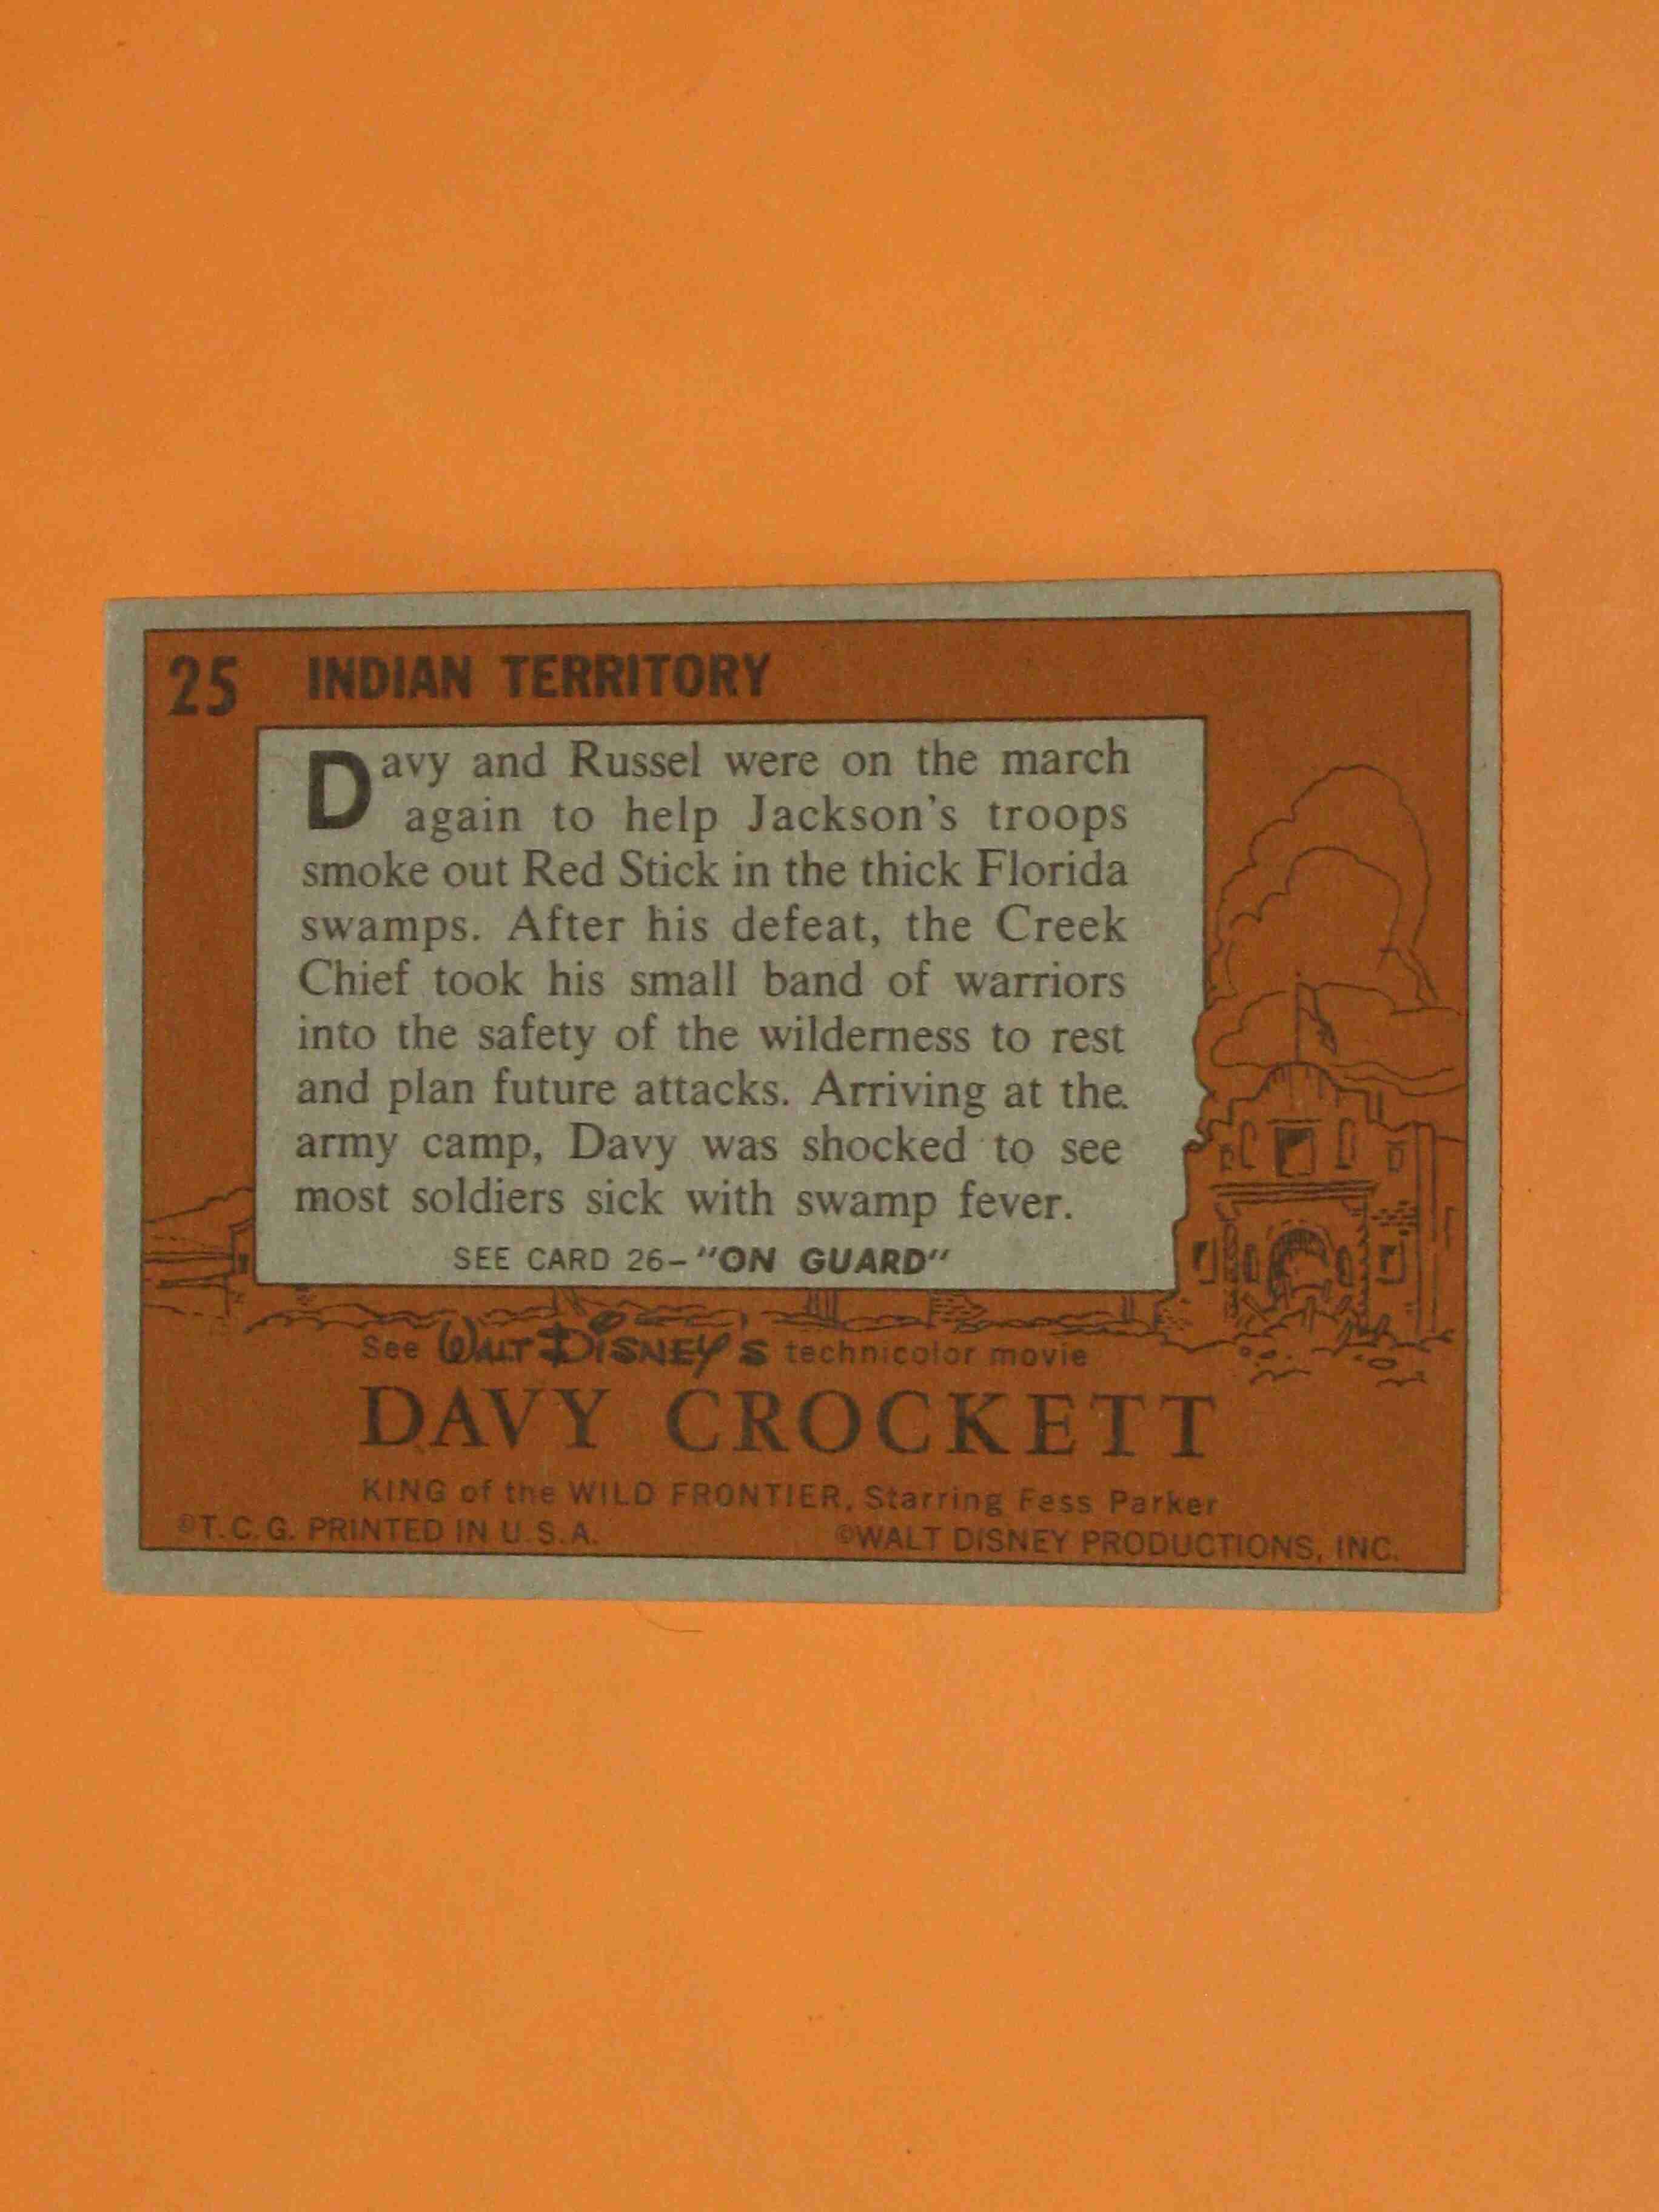 25 INDIAN TERRITORY
Davy and Russel were on the march
again to help Jackson's troops
smoke out Red Stick in the thick Florida
swamps. After his defeat, the Creek
Chief took his small band of warriors
into the safety of the wilderness to rest
and plan future attacks. Arriving at the
army camp, Davy was shocked to see
most soldiers sick with swamp fever.
SEE CARD 26-"ON GUARD"
See WALT DISNEY'S technicolor movie
DAVY CROCKETT
KING of the WILD FRONTIER, Starring Fess Parker
©T.C.G. PRINTED IN U.S.A. ©WALT DISNEY PRODUCTIONS, INC.